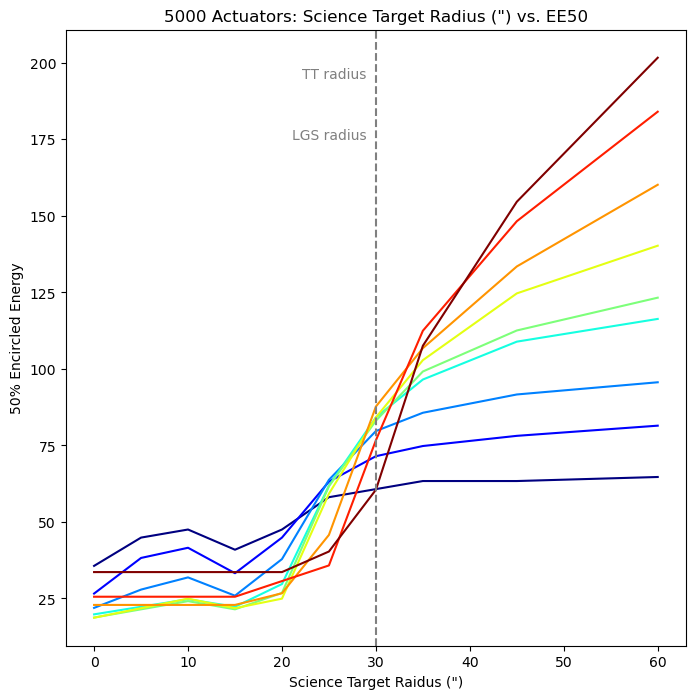 5000 Actuators: Science Target Radius (") vs. EE50
200
175
150
125
100
75
50
25
50% Encircled Energy
TT radius
LGS radius
0 10 20 30 40 50 60
Science Target Raidus (")